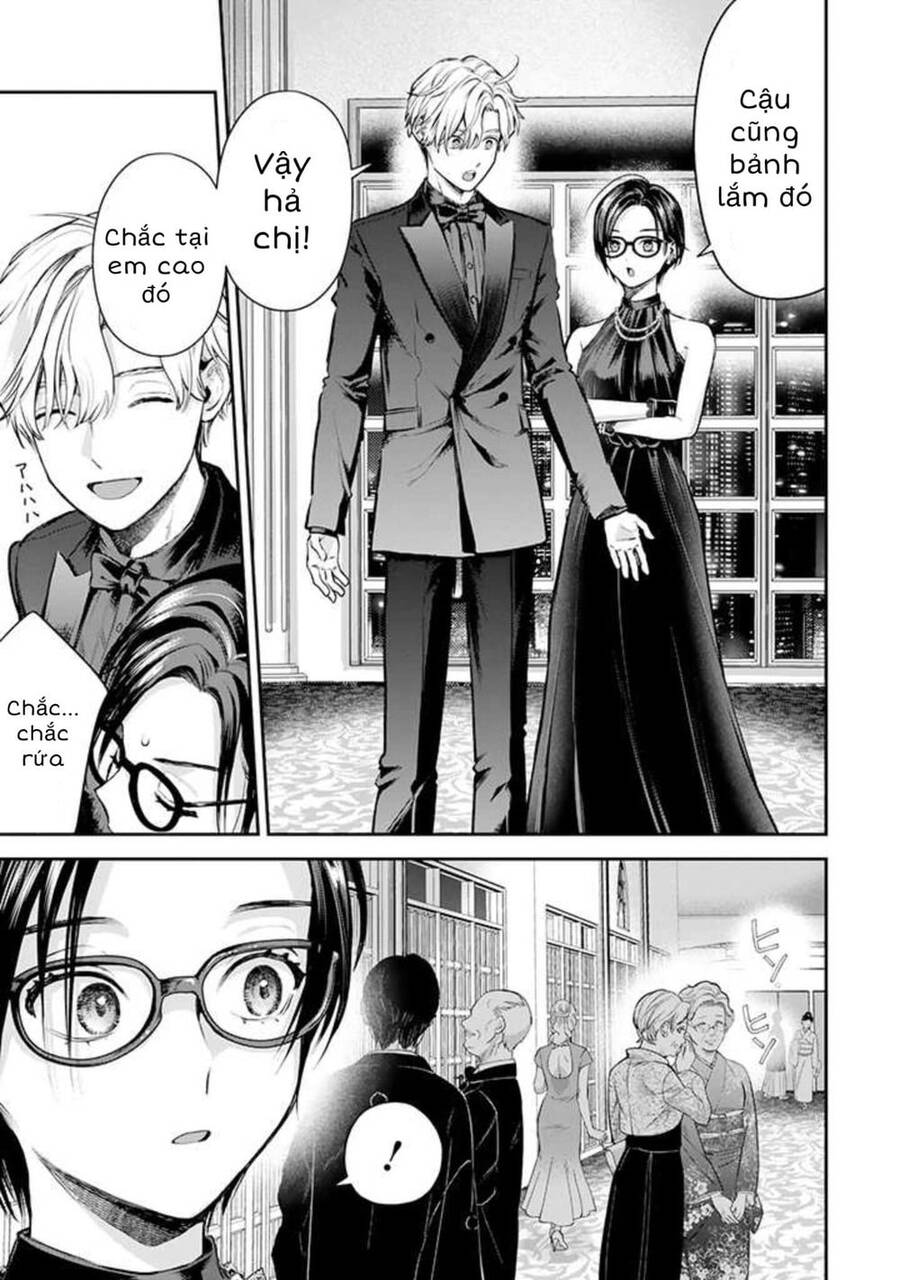 Cậu
cũng
bảnh
lắm đó
Vậy
hả
chị!
Chắc tại
em cao
đó
アハハハ
Chắc...
chắc
rứa
ヒソ
ヒソ
!